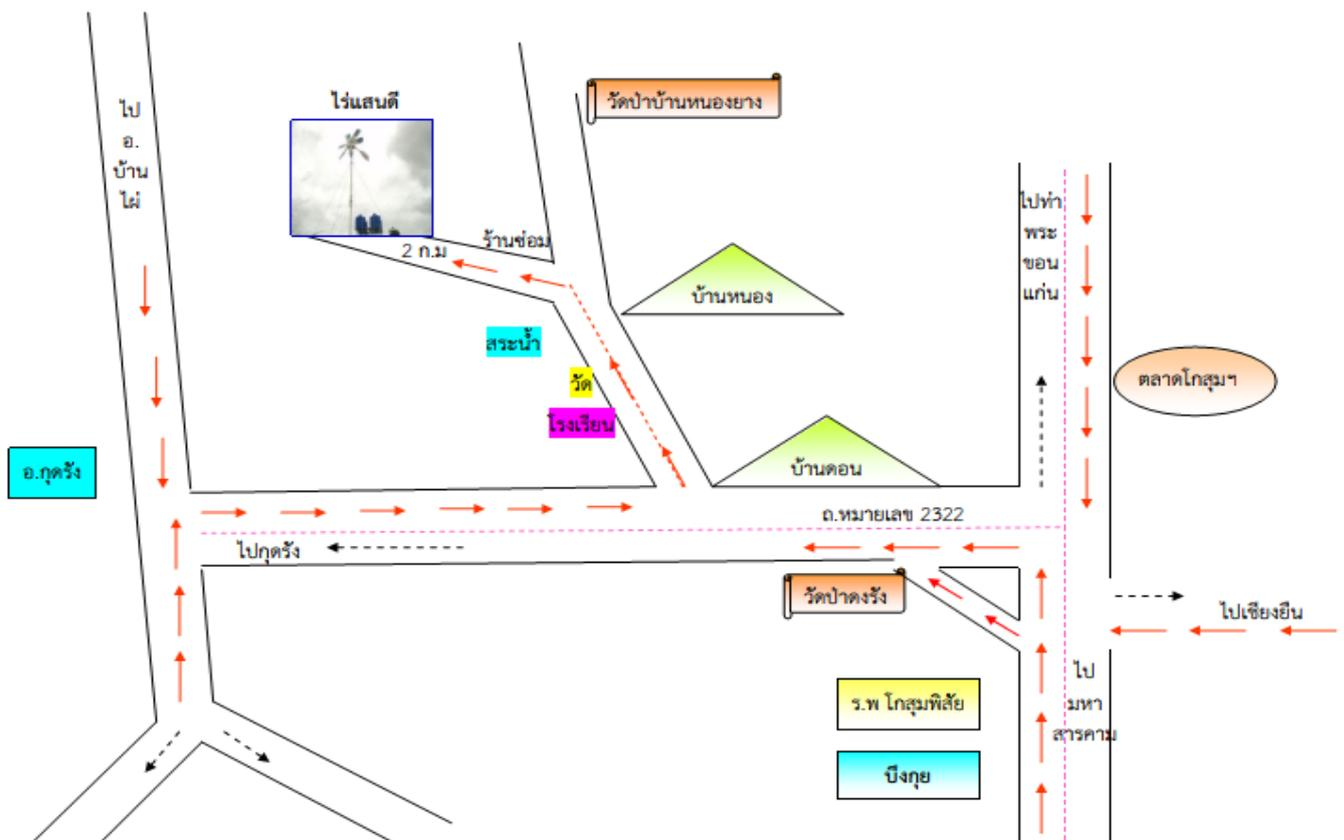 ไป
อ.
บ้าน
ไผ่
ไร่แสนดี
วัดป่าบ้านหนองยาง
ร้านซ่อม
2 ก.ม
ไปท่า
พระ
ขอน
แก่น
บ้านหนอง
สระน้ำ
วัด
โรงเรียน
ตลาดโกสุมฯ
อ.กุดรัง
บ้านดอน
ถ.หมายเลข 2322
ไปกุดรัง
วัดป่าดงรัง
ไปเชียงยืน
ไป
มหา
สารคาม
ร.พ โกสุมพิสัย
บึงกุย